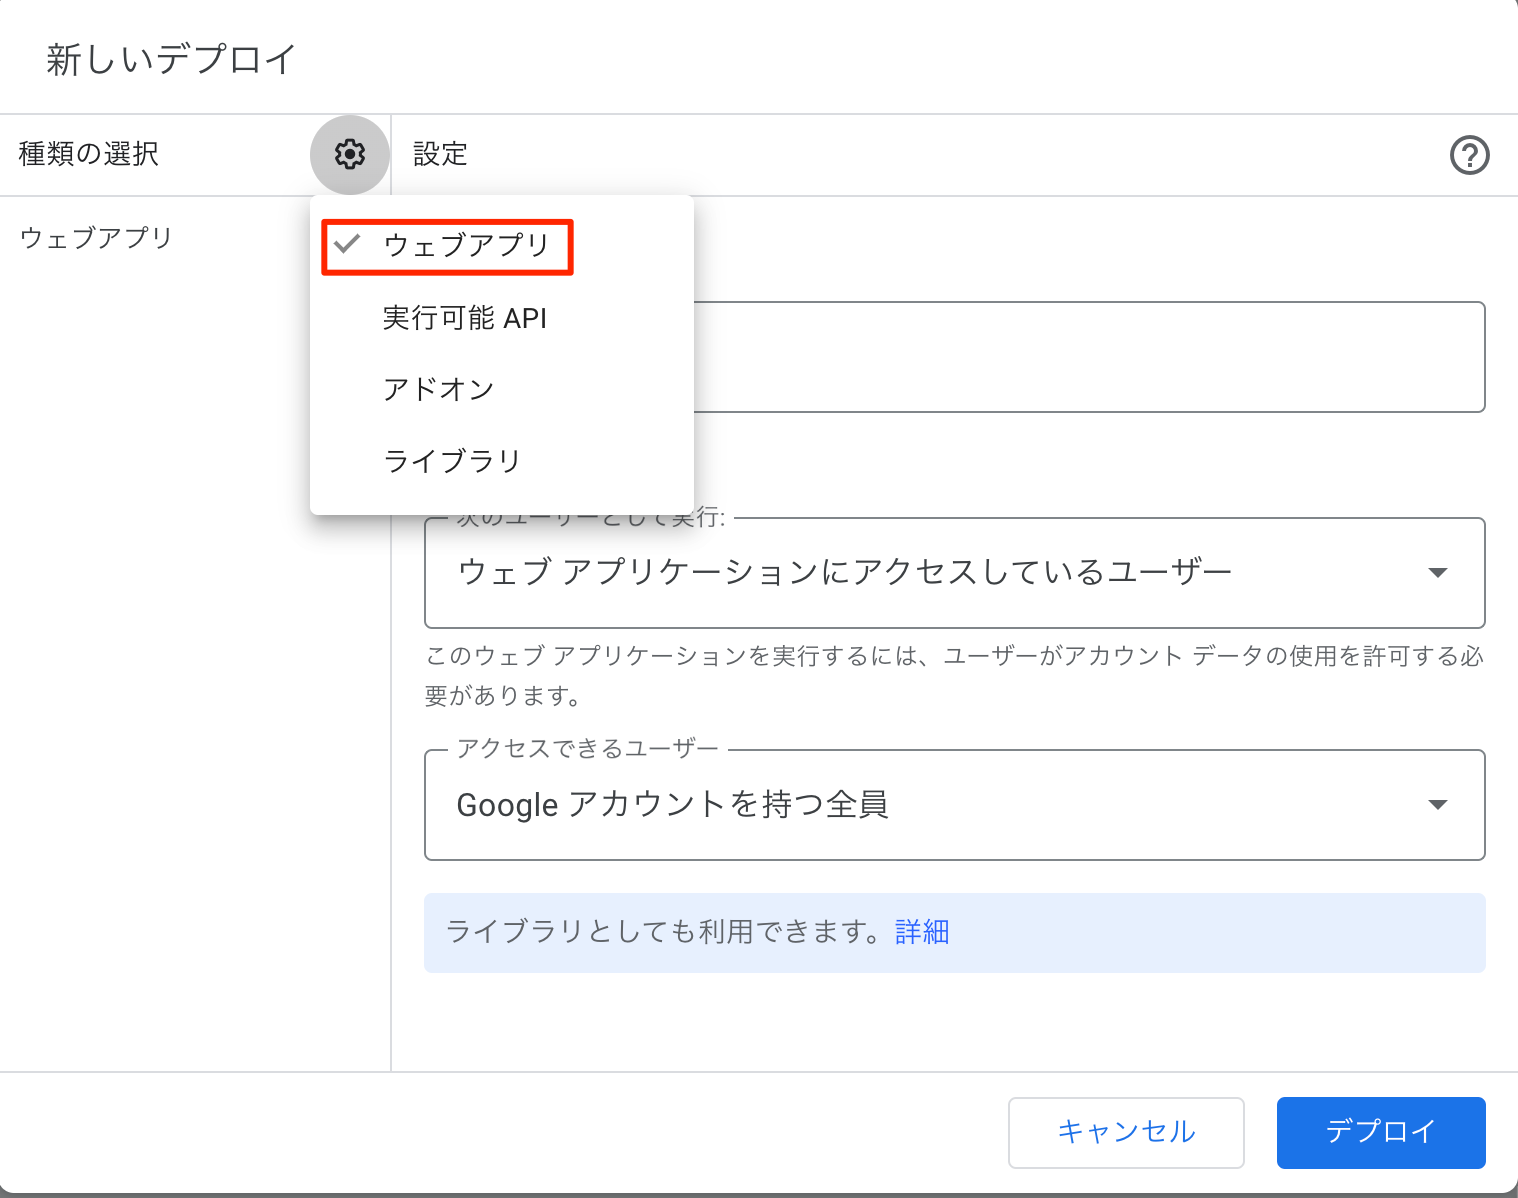 新しいデプロイ
種類の選択
設定
ウェブアプリ
ウェブアプリ
実行可能 API
アドオン
ライブラリ
次のユーザーとして実行:
ウェブ アプリケーションにアクセスしているユーザー
このウェブ アプリケーションを実行するには、ユーザーがアカウント データの使用を許可する必
要があります。
アクセスできるユーザー
Google アカウントを持つ全員
ライブラリとしても利用できます。詳細
キャンセル
デプロイ